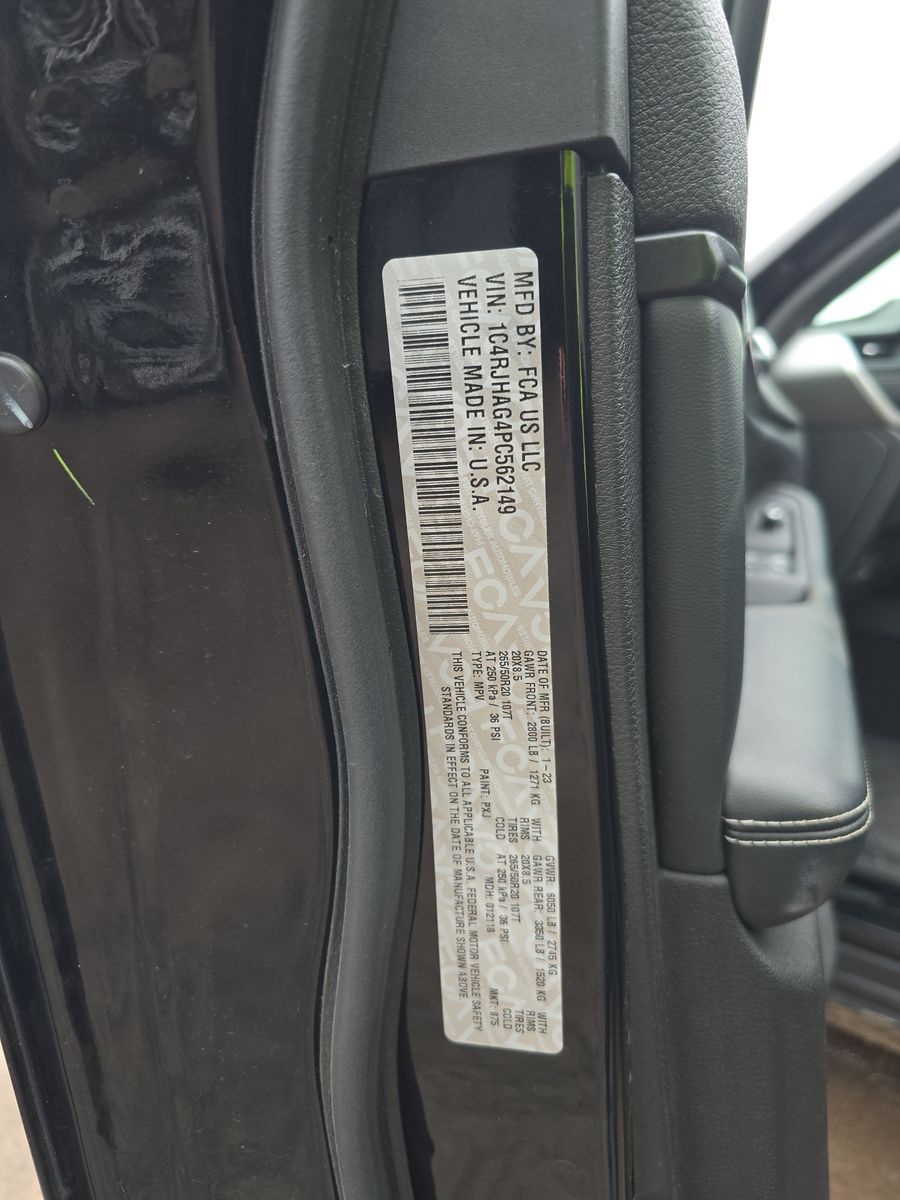 MFD BY: FCA US LLC
VIN: 1C4RJHAG4PC562149
VEHICLE MADE IN: U.S.A.
DATE OF MFR (BUILT): 1-23 GVWR: 6050 LB / 2745 KG
GAWR FRONT: 2800 LB / 1271 KG WITH GAWR REAR: 3350 LB / 1520 KG WITH
20X8.5 RIMS 20X8.5 RIMS
265/50R20 107T TIRES 265/50R20 107T TIRES
AT 250 kPa / 36 PSI COLD AT 250 kPa / 36 PSI COLD
TYPE: MPV PAINT: PXJ MDH: 012118 MKT: 875
THIS VEHICLE CONFORMS TO ALL APPLICABLE U.S.A. FEDERAL MOTOR VEHICLE SAFETY
STANDARDS IN EFFECT ON THE DATE OF MANUFACTURE SHOWN ABOVE.